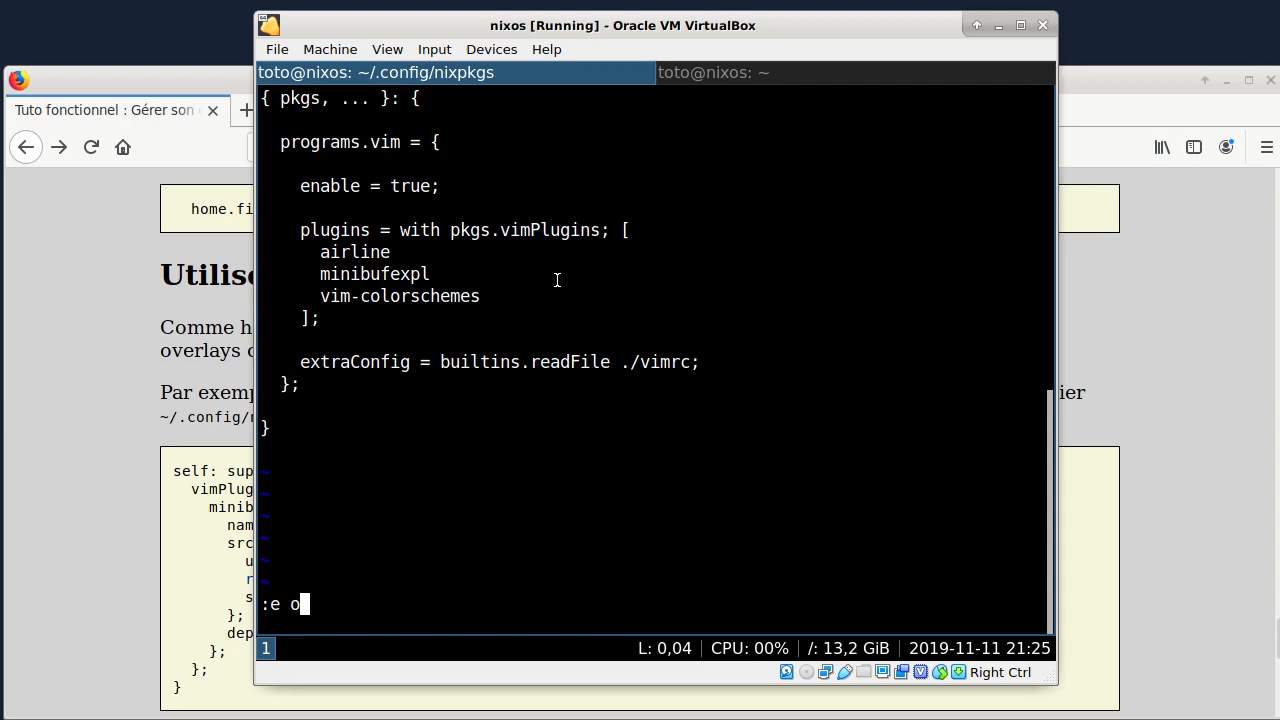 nixos [Running] - Oracle VM VirtualBox
File Machine View Input Devices Help
toto@nixos: ~/.config/nixpkgs
toto@nixos: ~
{ pkgs, ... }: {
programs.vim = {
enable = true;
plugins = with pkgs.vimPlugins; [
airline
minibufexpl
vim-colorschemes
];
extraConfig = builtins.readFile ./vimrc;
};
}
~
~
~
~
~
~
:e o
1
L: 0,04 | CPU: 00% | /: 13,2 GiB | 2019-11-11 21:25
Right Ctrl
Tuto fonctionnel : Gérer son
home.fi
Utilise
Comme h
overlays
Par exemp
ier
~/.config/
self: sup
vimPlug
minib
nam
src
u
r
s
};
dep
};
};
}